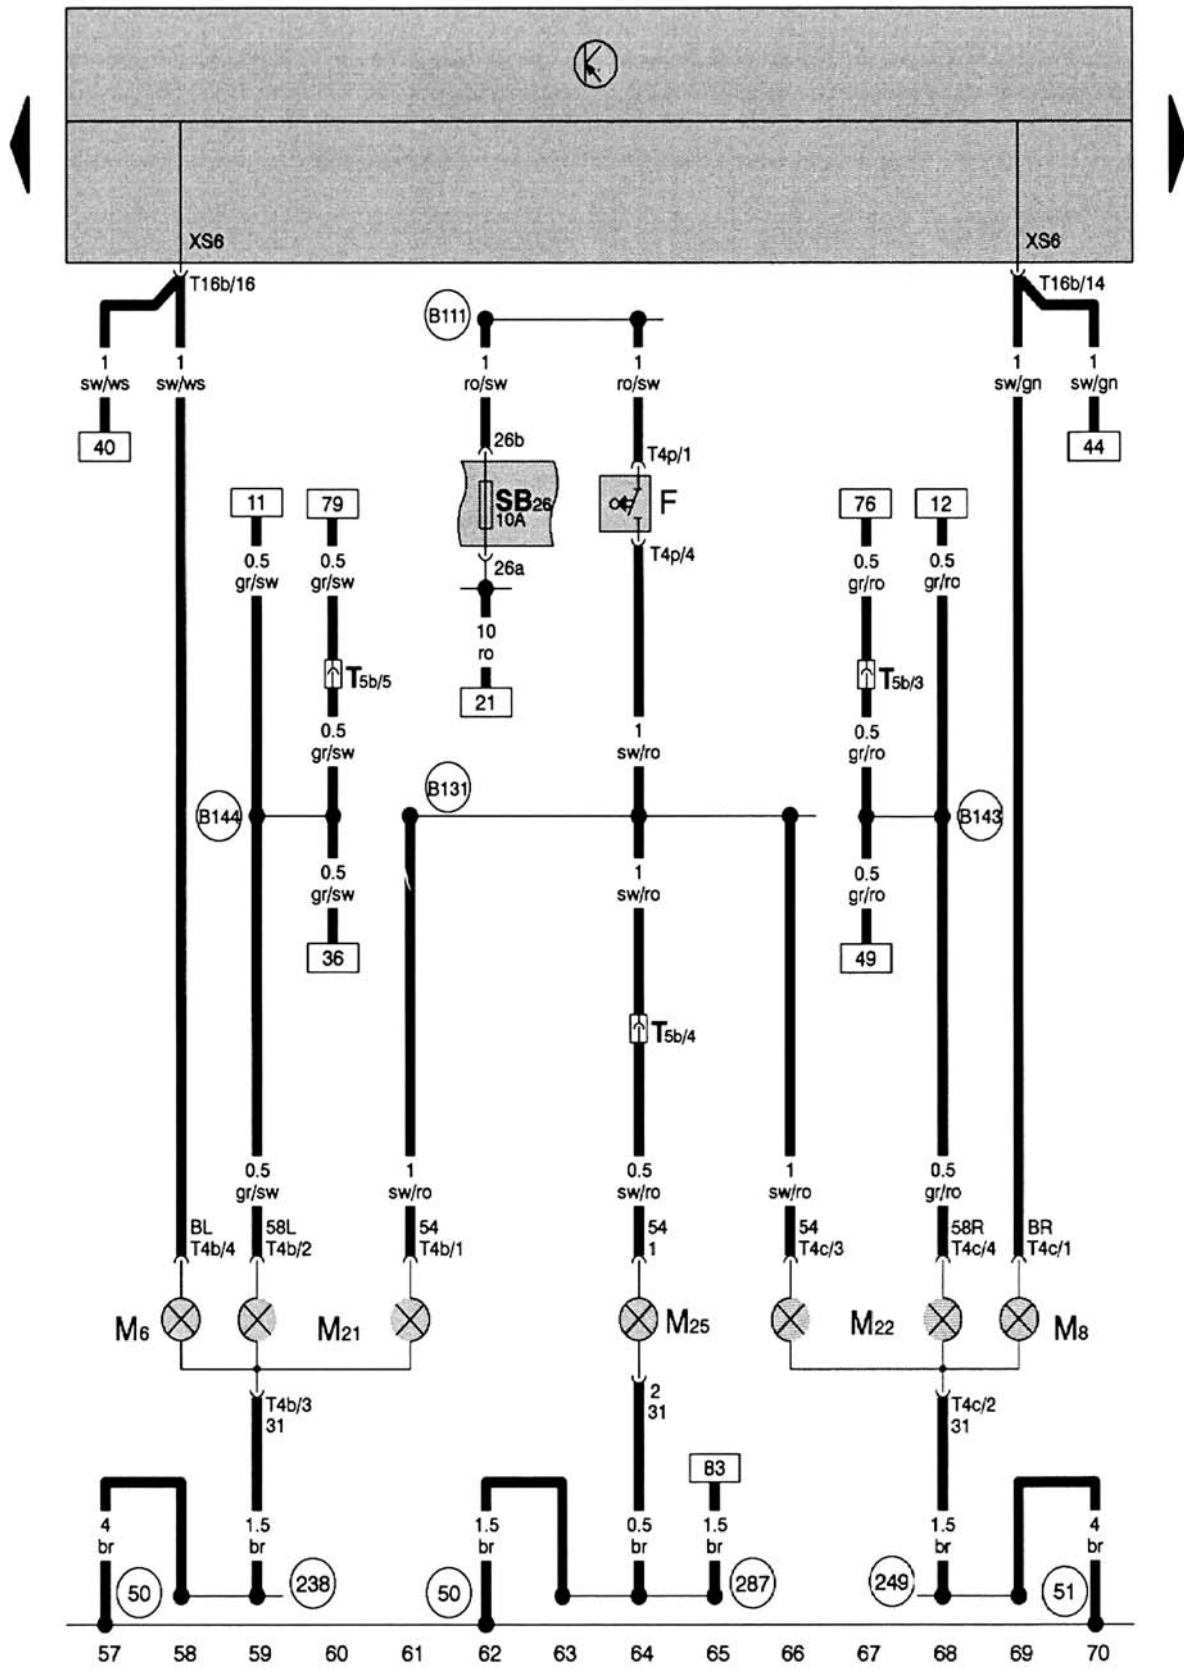 XS6 XS6
T16b/16 T16b/14
B111
1 1 1 1 1 1
sw/ws sw/ws ro/sw ro/sw sw/gn sw/gn
40 26b T4p/1 44
11 79 SB26 F 76 12
10A
T4p/4
0.5 0.5 26a 0.5 0.5
gr/sw gr/sw gr/ro gr/ro
10
ro
T5b/5 T5b/3
21
0.5 1 0.5
gr/sw sw/ro gr/ro
B131
B144 B143
0.5 1 0.5
gr/sw sw/ro gr/ro
36 49
T5b/4
0.5 1 0.5 1 0.5
gr/sw sw/ro sw/ro sw/ro gr/ro
BL 58L 54 54 54 58R BR
T4b/4 T4b/2 T4b/1 1 T4c/3 T4c/4 T4c/1
M6 M21 M25 M22 M8
T4b/3 2 T4c/2
31 31 31
83
4 1.5 1.5 0.5 1.5 1.5 4
br br br br br br br
50 238 50 287 249 51
57 58 59 60 61 62 63 64 65 66 67 68 69 70